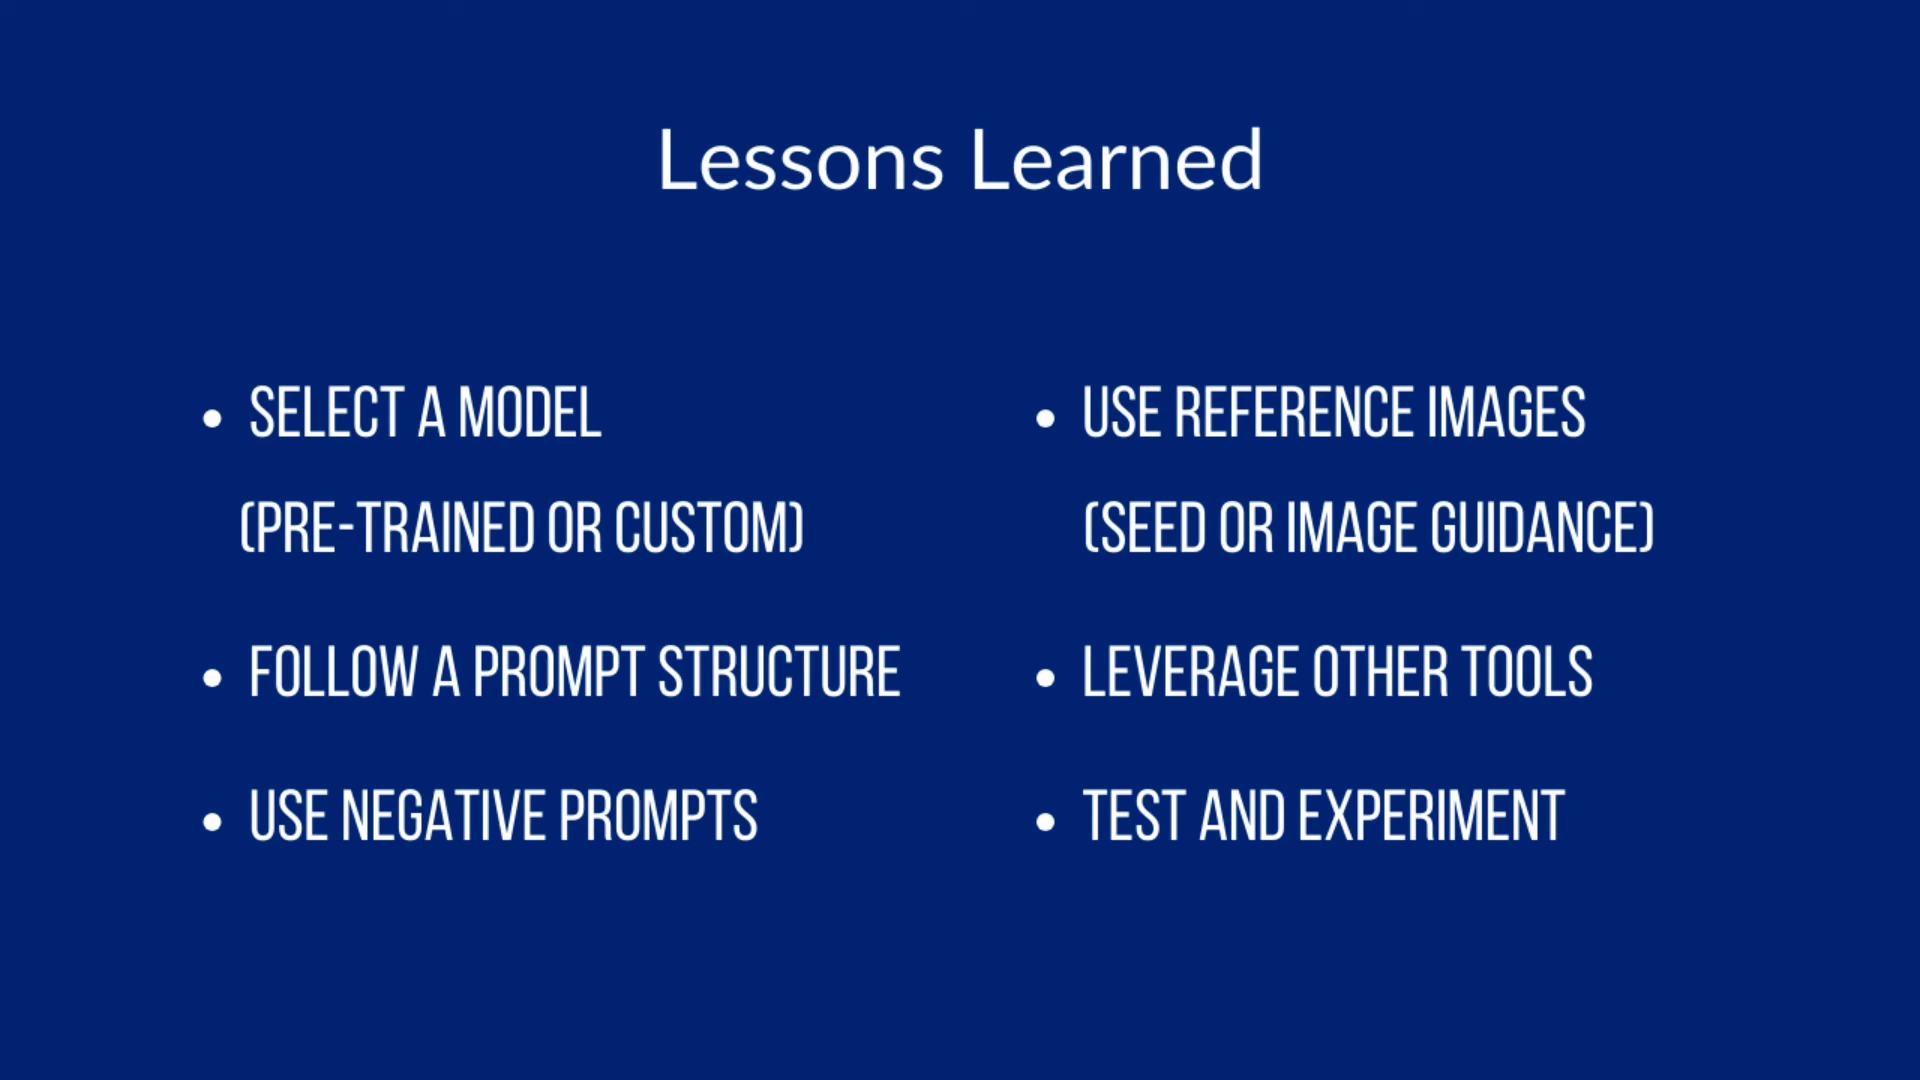 Lessons Learned
• SELECT A MODEL
(PRE-TRAINED OR CUSTOM)
• FOLLOW A PROMPT STRUCTURE
• USE NEGATIVE PROMPTS
• USE REFERENCE IMAGES
(SEED OR IMAGE GUIDANCE)
• LEVERAGE OTHER TOOLS
• TEST AND EXPERIMENT